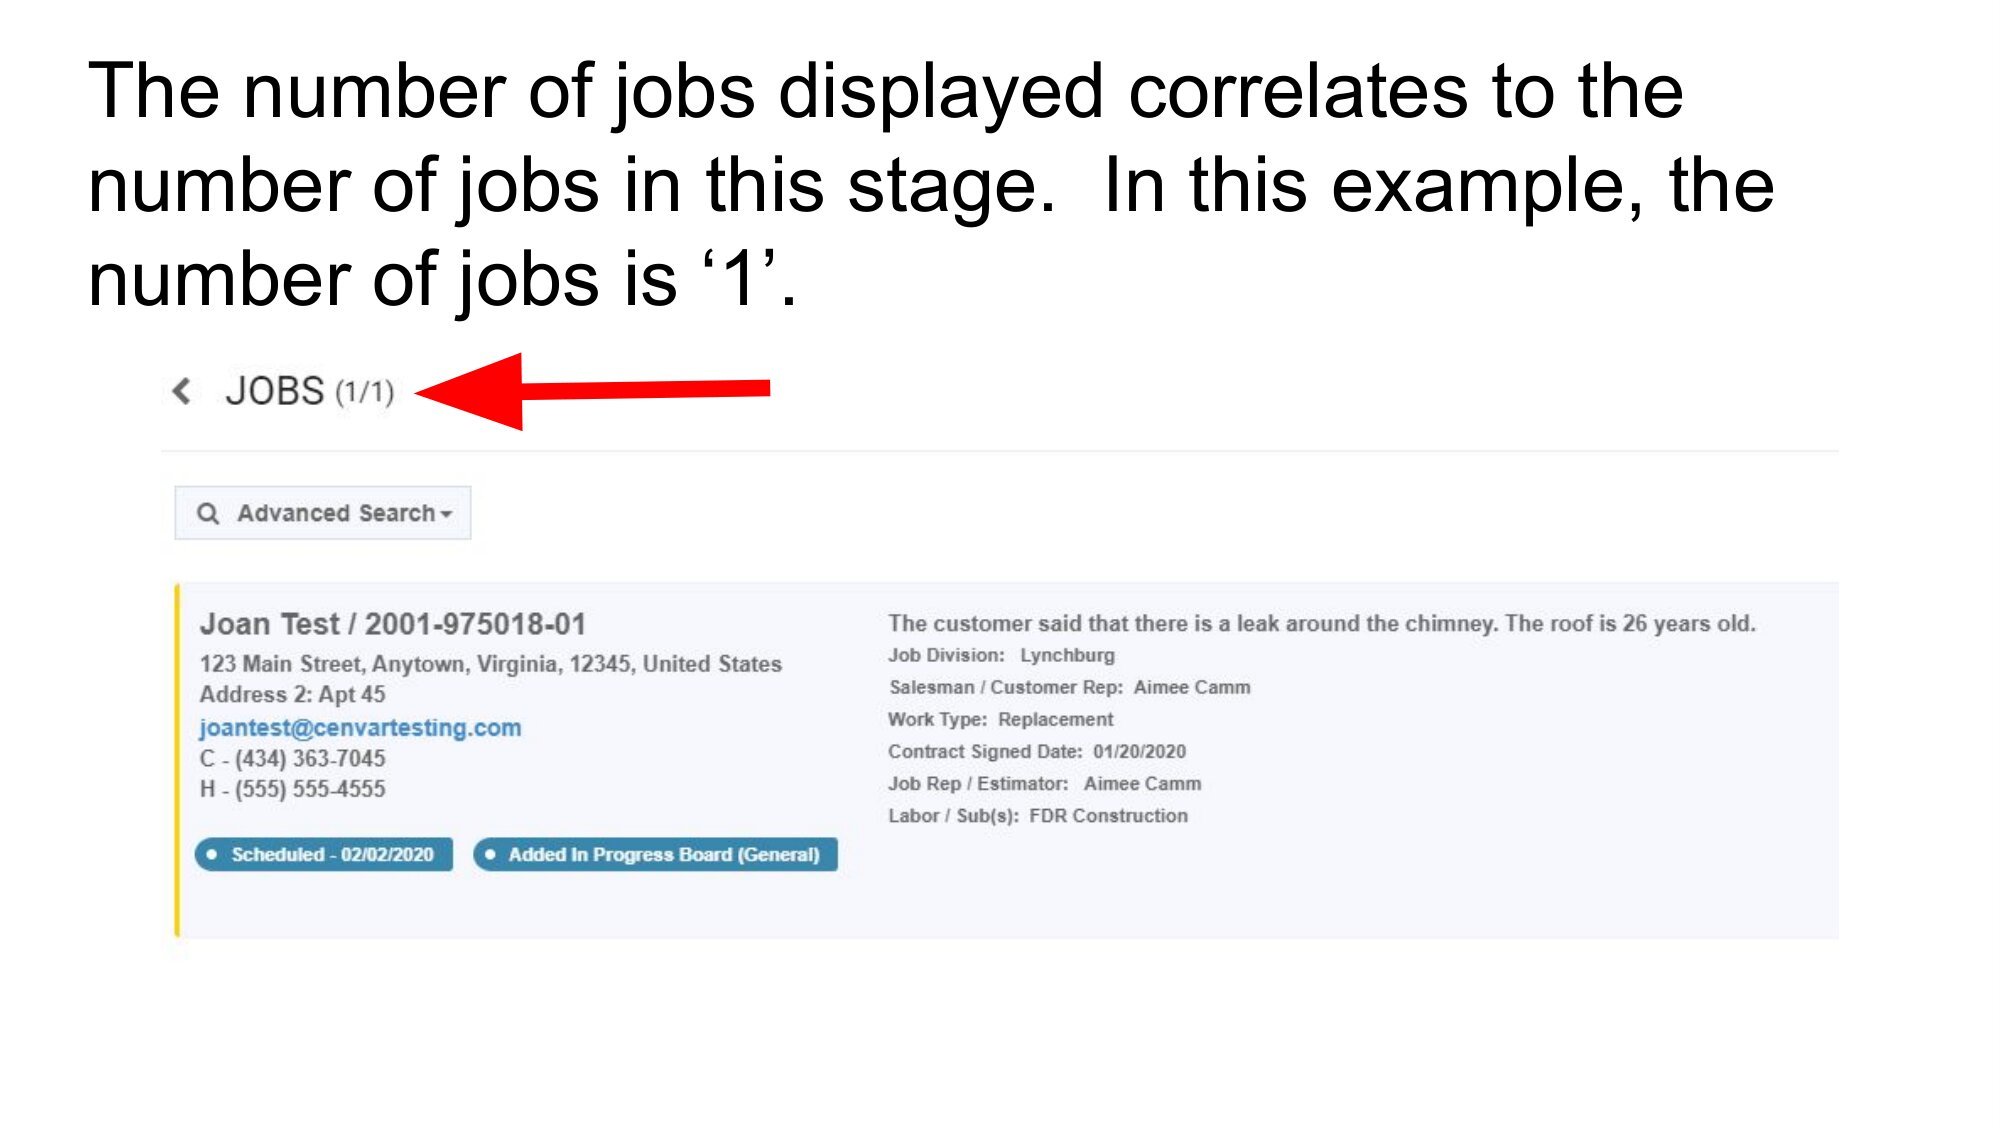 The number of jobs displayed correlates to the
number of jobs in this stage.  In this example, the
number of jobs is ‘1’.
JOBS (1/1)
Advanced Search
Joan Test / 2001-975018-01
123 Main Street, Anytown, Virginia, 12345, United States
Address 2: Apt 45
joantest@cenvartesting.com
C - (434) 363-7045
H - (555) 555-4555
Scheduled - 02/02/2020
Added In Progress Board (General)
The customer said that there is a leak around the chimney. The roof is 26 years old.
Job Division: Lynchburg
Salesman / Customer Rep: Aimee Camm
Work Type: Replacement
Contract Signed Date: 01/20/2020
Job Rep / Estimator: Aimee Camm
Labor / Sub(s): FDR Construction